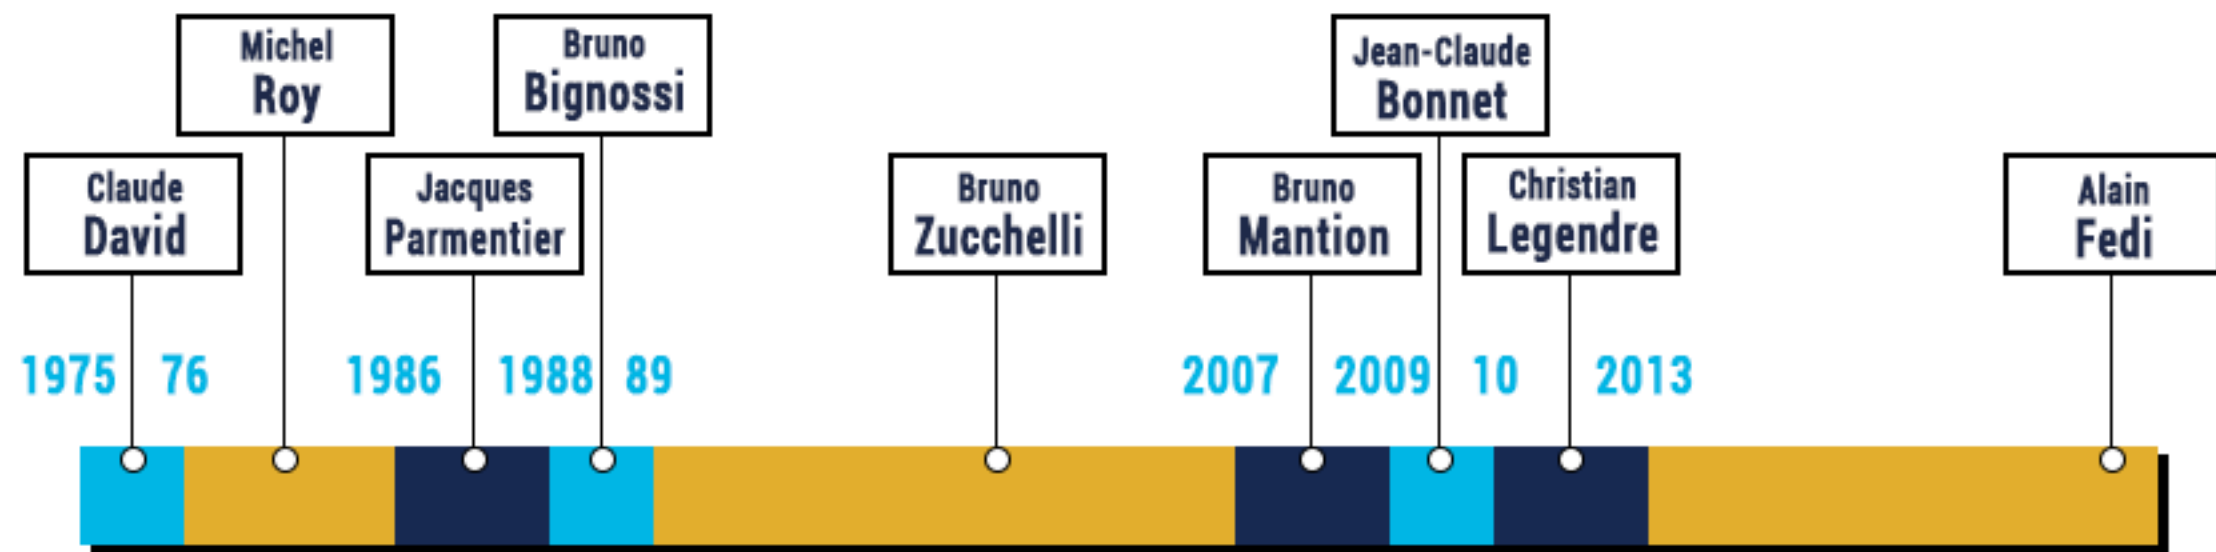 Michel
Roy
Bruno
Bignossi
Jean-Claude
Bonnet
Claude
David
Jacques
Parmentier
Bruno
Zucchelli
Bruno
Mantion
Christian
Legendre
Alain
Fedi
1975 76 1986 1988 89 2007 2009 10 2013